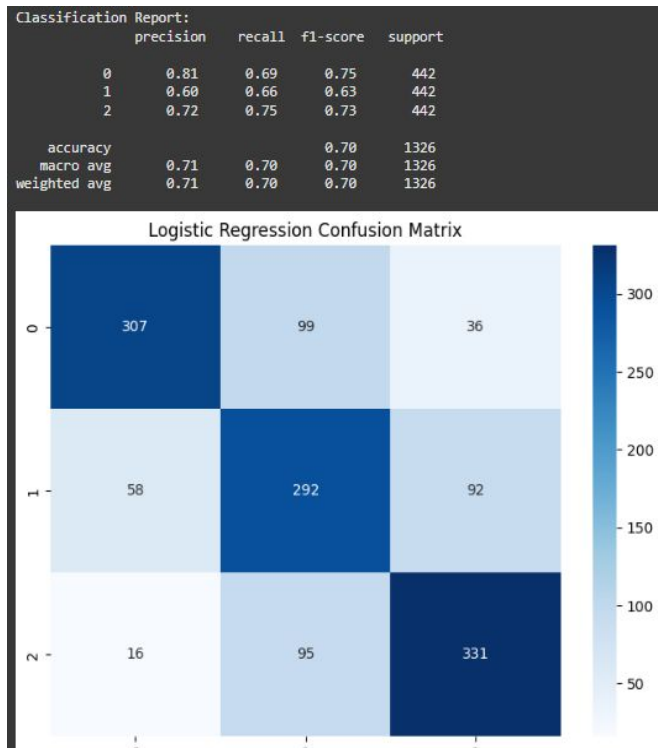 Classification Report:
precision recall f1-score support
0 0.81 0.69 0.75 442
1 0.60 0.66 0.63 442
2 0.72 0.75 0.73 442
accuracy 0.70 1326
macro avg 0.71 0.70 0.70 1326
weighted avg 0.71 0.70 0.70 1326
Logistic Regression Confusion Matrix
0 307 99 36
1 58 292 92
2 16 95 331
300
250
200
150
100
50